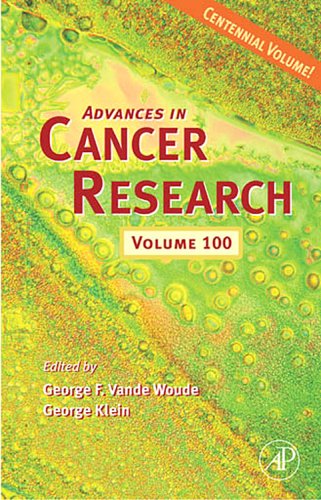 CENTENNIAL VOLUME!
ADVANCES IN
CANCER
RESEARCH
VOLUME 100
Edited by
George F. Vande Woude
George Klein
AP